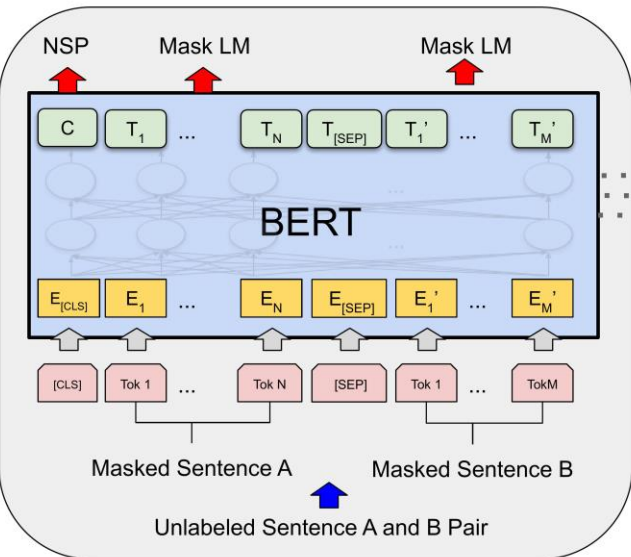 NSP Mask LM Mask LM
C T1 ... TN T[SEP] T1' ... TM'
...
BERT
...
E[CLS] E1 ... EN E[SEP] E1' ... EM'
[CLS] Tok 1 ... Tok N [SEP] Tok 1 ... TokM
Masked Sentence A Masked Sentence B
Unlabeled Sentence A and B Pair